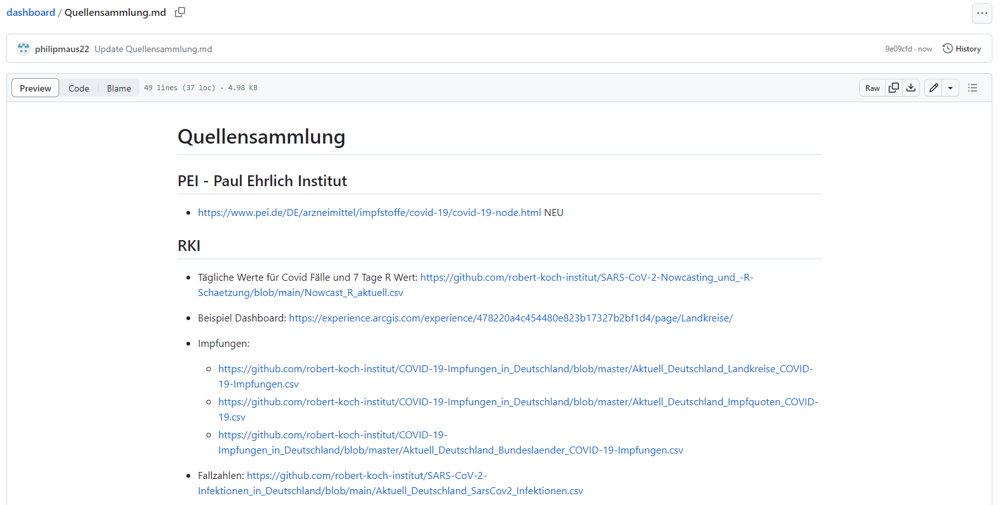 dashboard / Quellensammlung.md
philipmaus22 Update Quellensammlung.md 9e09cfd · now History
Preview Code Blame 49 lines (37 loc) · 4.98 KB Raw
Quellensammlung
PEI - Paul Ehrlich Institut
• https://www.pei.de/DE/arzneimittel/impfstoffe/covid-19/covid-19-node.html NEU
RKI
• Tägliche Werte für Covid Fälle und 7 Tage R Wert: https://github.com/robert-koch-institut/SARS-CoV-2-Nowcasting_und_-R-
Schaetzung/blob/main/Nowcast_R_aktuell.csv
• Beispiel Dashboard: https://experience.arcgis.com/experience/478220a4c454480e823b17327b2bf1d4/page/Landkreise/
• Impfungen:
◦ https://github.com/robert-koch-institut/COVID-19-Impfungen_in_Deutschland/blob/master/Aktuell_Deutschland_Landkreise_COVID-
19-Impfungen.csv
◦ https://github.com/robert-koch-institut/COVID-19-Impfungen_in_Deutschland/blob/master/Aktuell_Deutschland_Impfquoten_COVID-
19.csv
◦ https://github.com/robert-koch-institut/COVID-19-
Impfungen_in_Deutschland/blob/master/Aktuell_Deutschland_Bundeslaender_COVID-19-Impfungen.csv
• Fallzahlen: https://github.com/robert-koch-institut/SARS-CoV-2-
Infektionen_in_Deutschland/blob/main/Aktuell_Deutschland_SarsCov2_Infektionen.csv